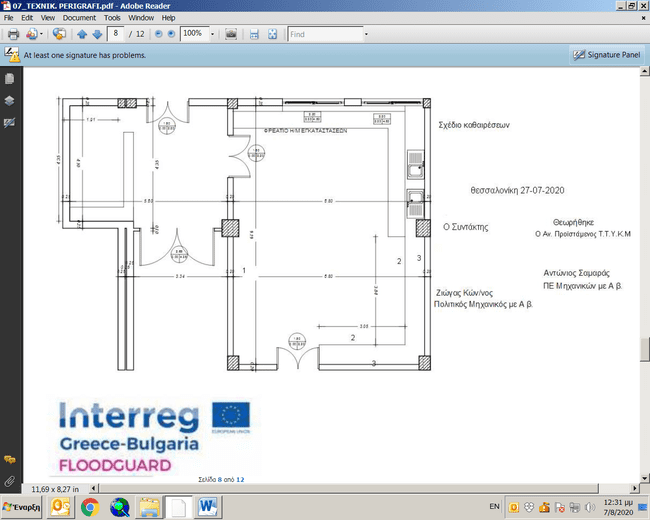 07_TEXNIK. PERIGRAFI.pdf - Adobe Reader
File Edit View Document Tools Window Help
8 / 12 100% Find
At least one signature has problems.
Signature Panel
ΦΡΕΑΤΙΟ Η/Μ ΕΓΚΑΤΑΣΤΑΣΕΩΝ
Σχέδιο καθαιρέσεων
θεσσαλονίκη 27-07-2020
Ο Συντάκτης
Θεωρήθηκε
Ο Αν. Προϊστάμενος Τ.Τ.Υ.Κ.Μ
1
2
3
Αντώνιος Σαμαράς
ΠΕ Μηχανικών με Α β.
Ζιώγας Κών/νος
Πολιτικός Μηχανικός με Α β.
2
3
Interreg
EUROPEAN UNION
Greece-Bulgaria
FLOODGUARD
Σελίδα 8 από 12
11,69 x 8,27 in
Έναρξη
EN
12:31 μμ
7/8/2020